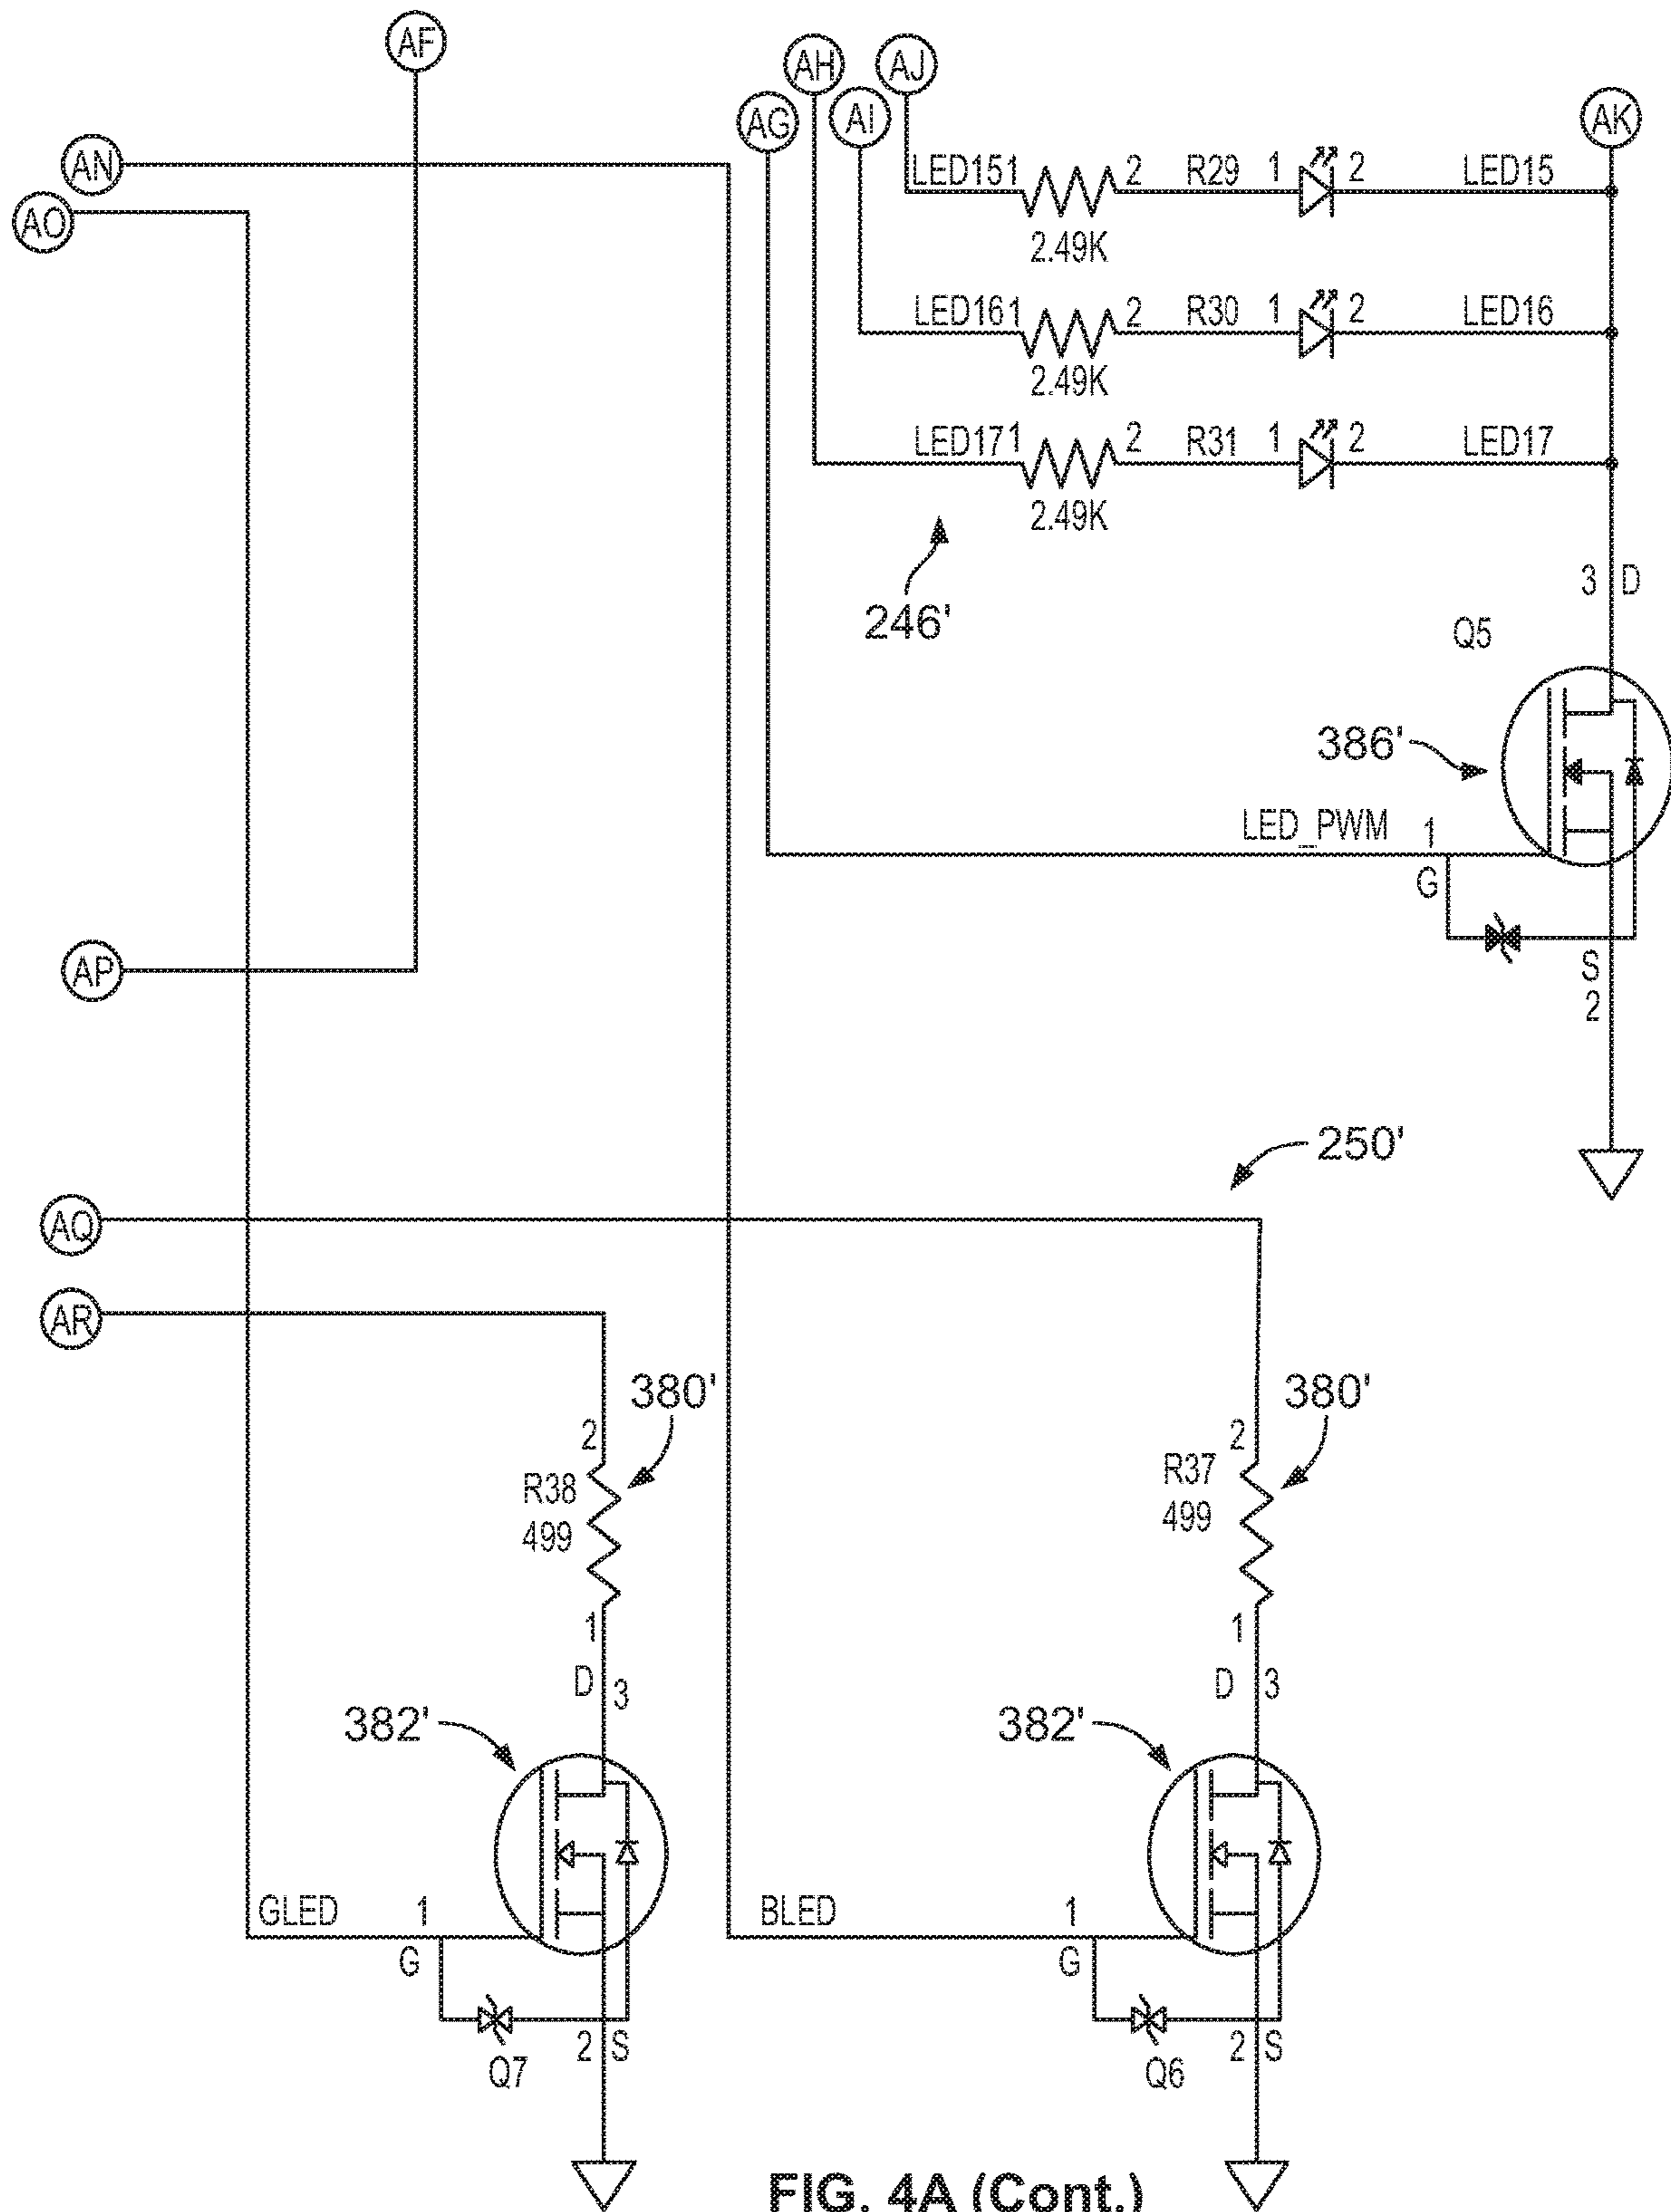 AF
AH
AJ
AG
AI
AK
AN
AO
LED151
2
R29
1
2
LED15
2.49K
LED161
2
R30
1
2
LED16
2.49K
LED171
2
R31
1
2
LED17
2.49K
246'
3 D
Q5
386'
LED_PWM
1
G
AP
S
2
250'
AQ
AR
380'
380'
2
R38
499
1
D
3
2
R37
499
1
D
3
382'
382'
GLED
1
G
BLED
1
G
Q7
2 S
Q6
2 S
FIG. 4A (Cont.)